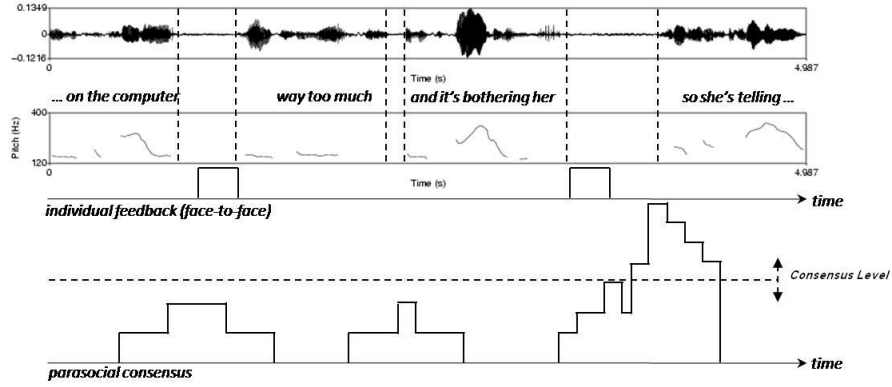 0.1349
0
-0.1216
0
4.987
Time (s)
... on the computer way too much and it's bothering her so she's telling ...
400
Pitch (Hz)
120
0
4.987
Time (s)
individual feedback (face-to-face)
time
Consensus Level
parasocial consensus
time